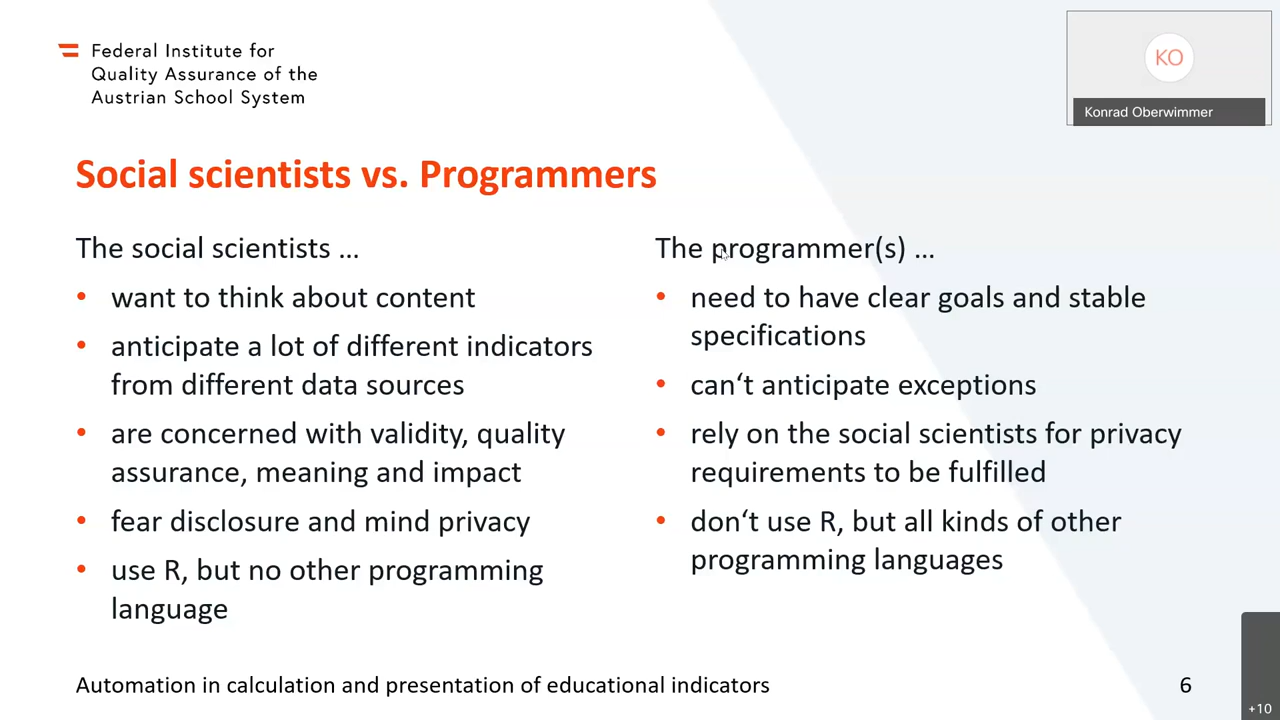 Federal Institute for
Quality Assurance of the
Austrian School System
KO
Konrad Oberwimmer
Social scientists vs. Programmers
The social scientists ...
• want to think about content
• anticipate a lot of different indicators
from different data sources
• are concerned with validity, quality
assurance, meaning and impact
• fear disclosure and mind privacy
• use R, but no other programming
language
The programmer(s) ...
• need to have clear goals and stable
specifications
• can‘t anticipate exceptions
• rely on the social scientists for privacy
requirements to be fulfilled
• don‘t use R, but all kinds of other
programming languages
Automation in calculation and presentation of educational indicators
6
+10